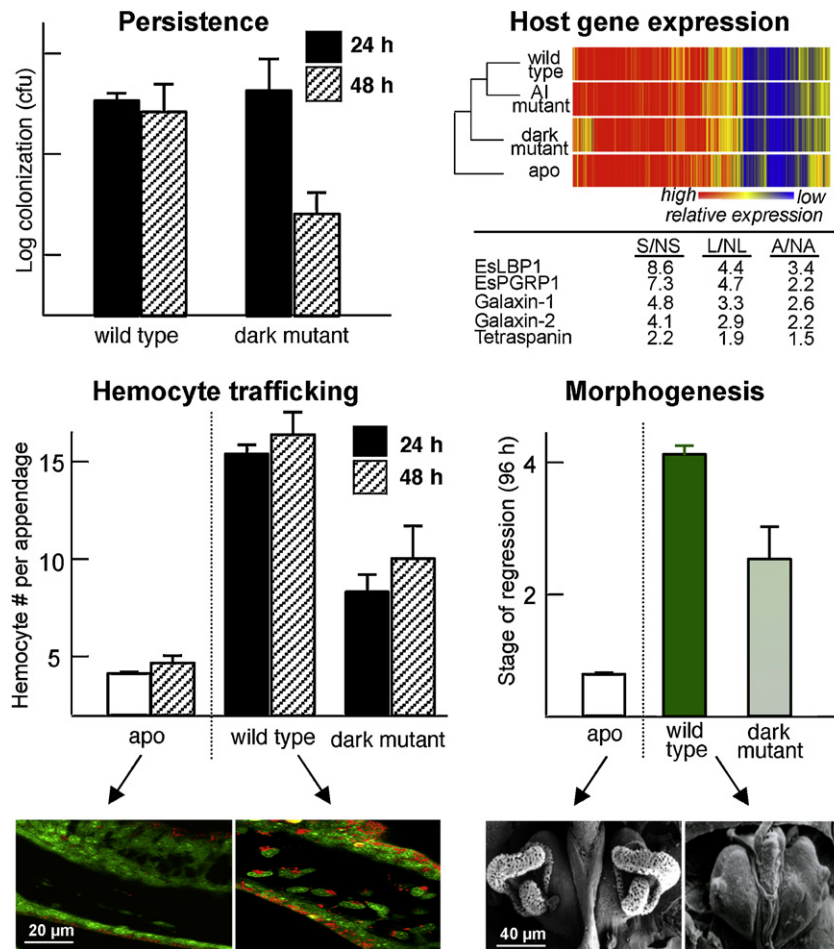 Persistence
24 h
48 h
Log colonization (cfu)
wild type
dark mutant
Host gene expression
wild
type
AI
mutant
dark
mutant
apo
high
low
relative expression
S/NS L/NL A/NA
EsLBP1 8.6 4.4 3.4
EsPGRP1 7.3 4.7 2.2
Galaxin-1 4.8 3.3 2.6
Galaxin-2 4.1 2.9 2.2
Tetraspanin 2.2 1.9 1.5
Hemocyte trafficking
24 h
48 h
Hemocyte # per appendage
15
10
5
apo
wild type
dark mutant
20 µm
Morphogenesis
Stage of regression (96 h)
4
2
apo
wild
type
dark
mutant
40 µm